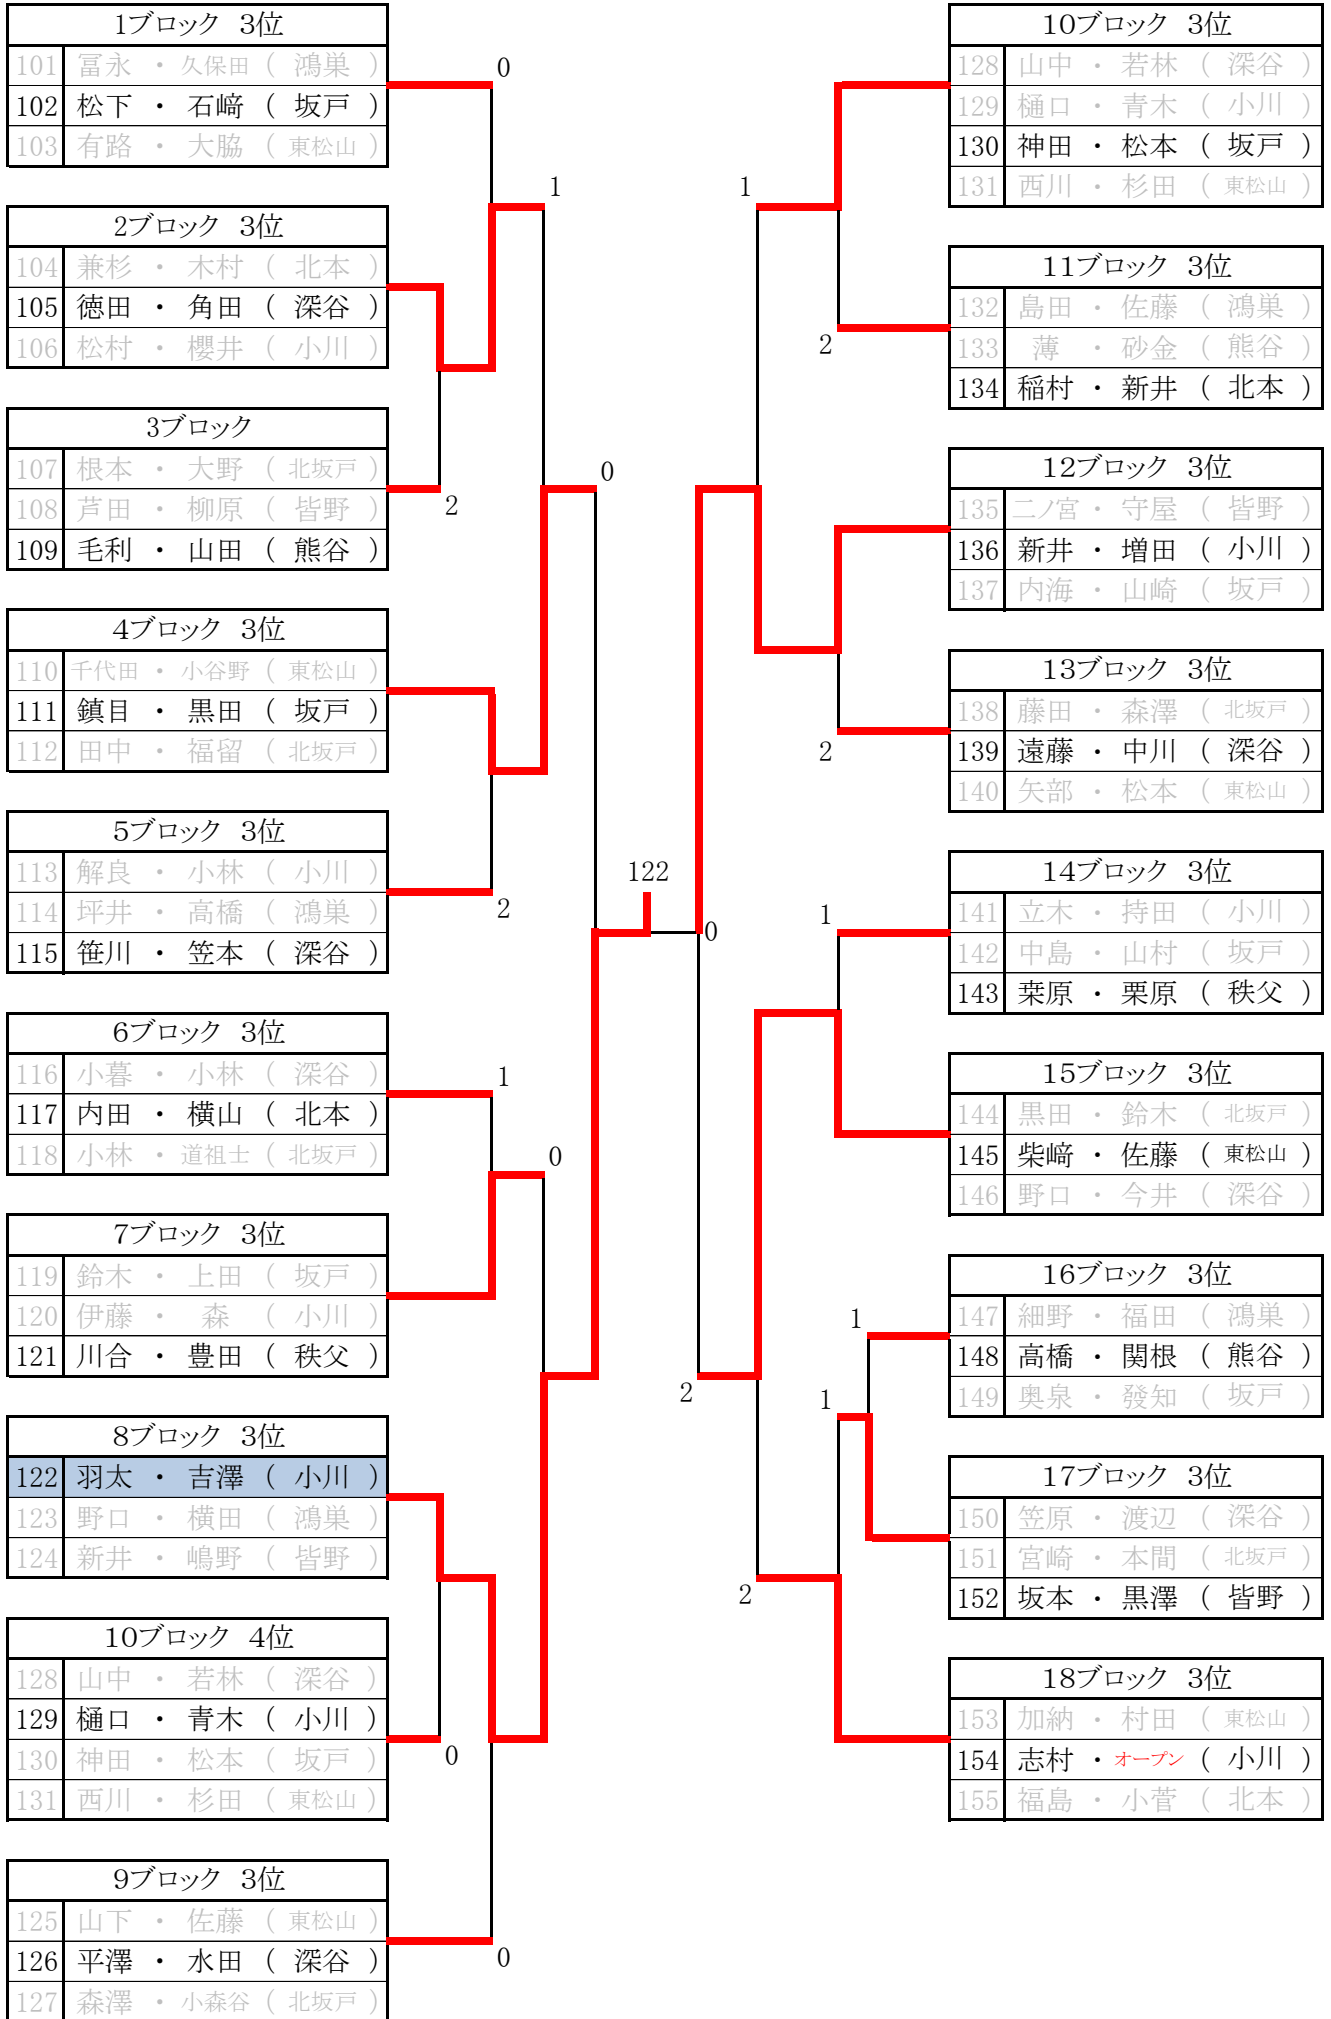 1ブロック 3位
101 冨永 ・ 久保田 ( 鴻巣 )
102 松下 ・ 石﨑 ( 坂戸 )
103 有路 ・ 大脇 ( 東松山 )
0
1
2ブロック 3位
104 兼杉 ・ 木村 ( 北本 )
105 徳田 ・ 角田 ( 深谷 )
106 松村 ・ 櫻井 ( 小川 )
3ブロック
107 根本 ・ 大野 ( 北坂戸 )
108 芦田 ・ 柳原 ( 皆野 )
109 毛利 ・ 山田 ( 熊谷 )
2
0
4ブロック 3位
110 千代田 ・ 小谷野 ( 東松山 )
111 鎮目 ・ 黒田 ( 坂戸 )
112 田中 ・ 福留 ( 北坂戸 )
5ブロック 3位
113 解良 ・ 小林 ( 小川 )
114 坪井 ・ 高橋 ( 鴻巣 )
115 笹川 ・ 笠本 ( 深谷 )
2
6ブロック 3位
116 小暮 ・ 小林 ( 深谷 )
117 内田 ・ 横山 ( 北本 )
118 小林 ・ 道祖士 ( 北坂戸 )
1
0
7ブロック 3位
119 鈴木 ・ 上田 ( 坂戸 )
120 伊藤 ・ 森 ( 小川 )
121 川合 ・ 豊田 ( 秩父 )
8ブロック 3位
122 羽太 ・ 吉澤 ( 小川 )
123 野口 ・ 横田 ( 鴻巣 )
124 新井 ・ 嶋野 ( 皆野 )
10ブロック 4位
128 山中 ・ 若林 ( 深谷 )
129 樋口 ・ 青木 ( 小川 )
130 神田 ・ 松本 ( 坂戸 )
131 西川 ・ 杉田 ( 東松山 )
0
9ブロック 3位
125 山下 ・ 佐藤 ( 東松山 )
126 平澤 ・ 水田 ( 深谷 )
127 森澤 ・ 小森谷 ( 北坂戸 )
0
122
0
10ブロック 3位
128 山中 ・ 若林 ( 深谷 )
129 樋口 ・ 青木 ( 小川 )
130 神田 ・ 松本 ( 坂戸 )
131 西川 ・ 杉田 ( 東松山 )
1
11ブロック 3位
132 島田 ・ 佐藤 ( 鴻巣 )
133 薄 ・ 砂金 ( 熊谷 )
134 稲村 ・ 新井 ( 北本 )
2
12ブロック 3位
135 二ノ宮 ・ 守屋 ( 皆野 )
136 新井 ・ 増田 ( 小川 )
137 内海 ・ 山崎 ( 坂戸 )
13ブロック 3位
138 藤田 ・ 森澤 ( 北坂戸 )
139 遠藤 ・ 中川 ( 深谷 )
140 矢部 ・ 松本 ( 東松山 )
2
14ブロック 3位
141 立木 ・ 持田 ( 小川 )
142 中島 ・ 山村 ( 坂戸 )
143 栞原 ・ 栗原 ( 秩父 )
1
15ブロック 3位
144 黒田 ・ 鈴木 ( 北坂戸 )
145 柴﨑 ・ 佐藤 ( 東松山 )
146 野口 ・ 今井 ( 深谷 )
16ブロック 3位
147 細野 ・ 福田 ( 鴻巣 )
148 高橋 ・ 関根 ( 熊谷 )
149 奥泉 ・ 發知 ( 坂戸 )
1
2
1
17ブロック 3位
150 笠原 ・ 渡辺 ( 深谷 )
151 宮崎 ・ 本間 ( 北坂戸 )
152 坂本 ・ 黒澤 ( 皆野 )
2
18ブロック 3位
153 加納 ・ 村田 ( 東松山 )
154 志村 ・ オープン ( 小川 )
155 福島 ・ 小菅 ( 北本 )